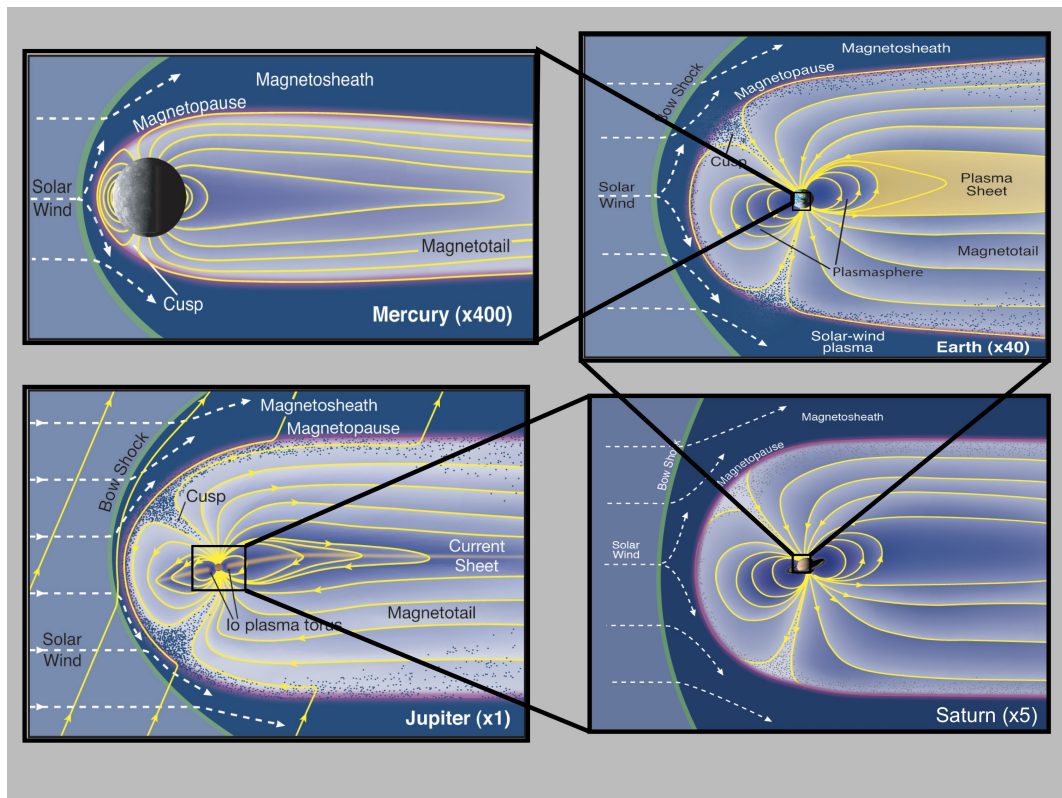 Magnetosheath
Magnetopause
Solar
Wind
Magnetotail
Cusp
Mercury (x400)
Magnetosheath
Magnetopause
Bow Shock
Cusp
Solar
Wind
Plasma
Sheet
Magnetotail
Plasmasphere
Solar-wind
plasma
Earth (x40)
Magnetosheath
Magnetopause
Bow Shock
Cusp
Current
Sheet
Io plasma torus
Magnetotail
Solar
Wind
Jupiter (x1)
Magnetosheath
Magnetopause
Bow Shock
Solar
Wind
Saturn (x5)